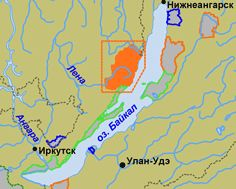 Нижнеангарск
Лена
Ангара
оз. Байкал
Иркутск
Улан-Удэ